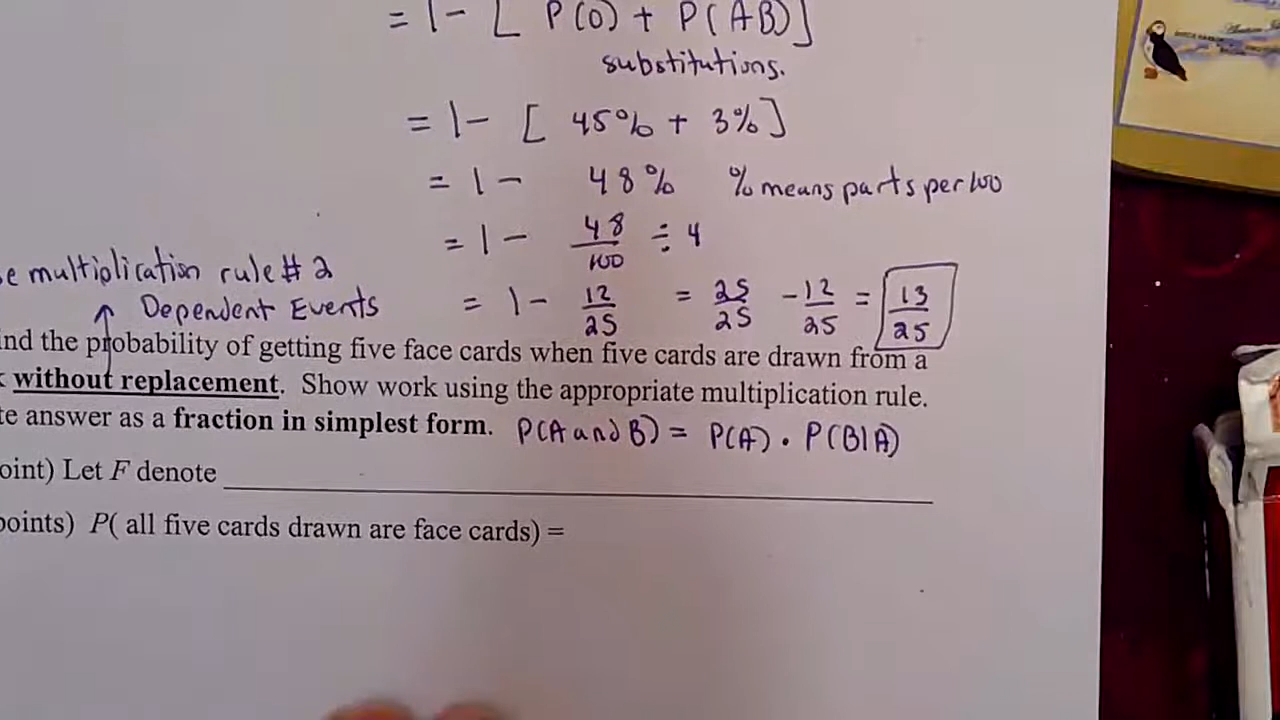 = 1 - [ P(O) + P(AB)]
substitutions.
= 1 - [ 45% + 3%]
= 1 - 48% % means parts per 100
= 1 - 48/100 ÷ 4
e multiplication rule # 2
Dependent Events
= 1 - 12/25 = 25/25 - 12/25 = 13/25
nd the probability of getting five face cards when five cards are drawn from a
without replacement. Show work using the appropriate multiplication rule.
te answer as a fraction in simplest form. P(A and B) = P(A) · P(B|A)
oint) Let F denote
points) P( all five cards drawn are face cards) =